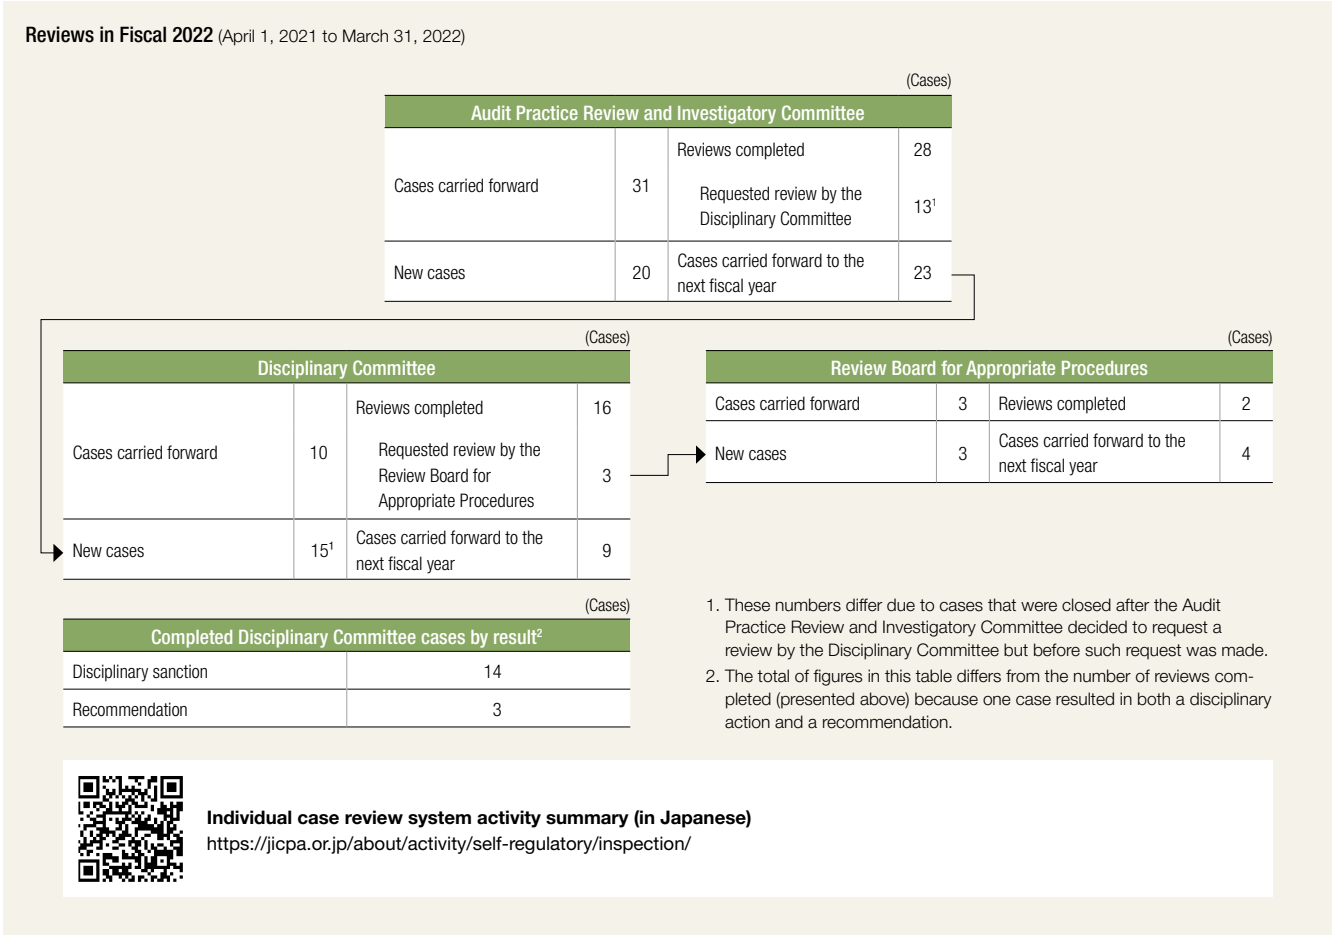 Reviews in Fiscal 2022 (April 1, 2021 to March 31, 2022)
(Cases)
Audit Practice Review and Investigatory Committee
Cases carried forward 31 Reviews completed 28
Requested review by the
Disciplinary Committee 13¹
New cases 20 Cases carried forward to the
next fiscal year 23
(Cases)
Disciplinary Committee
Cases carried forward 10 Reviews completed 16
Requested review by the
Review Board for
Appropriate Procedures 3
New cases 15¹ Cases carried forward to the
next fiscal year 9
(Cases)
Review Board for Appropriate Procedures
Cases carried forward 3 Reviews completed 2
New cases 3 Cases carried forward to the
next fiscal year 4
(Cases)
Completed Disciplinary Committee cases by result²
Disciplinary sanction 14
Recommendation 3
1. These numbers differ due to cases that were closed after the Audit
Practice Review and Investigatory Committee decided to request a
review by the Disciplinary Committee but before such request was made.
2. The total of figures in this table differs from the number of reviews com-
pleted (presented above) because one case resulted in both a disciplinary
action and a recommendation.
Individual case review system activity summary (in Japanese)
https://jicpa.or.jp/about/activity/self-regulatory/inspection/